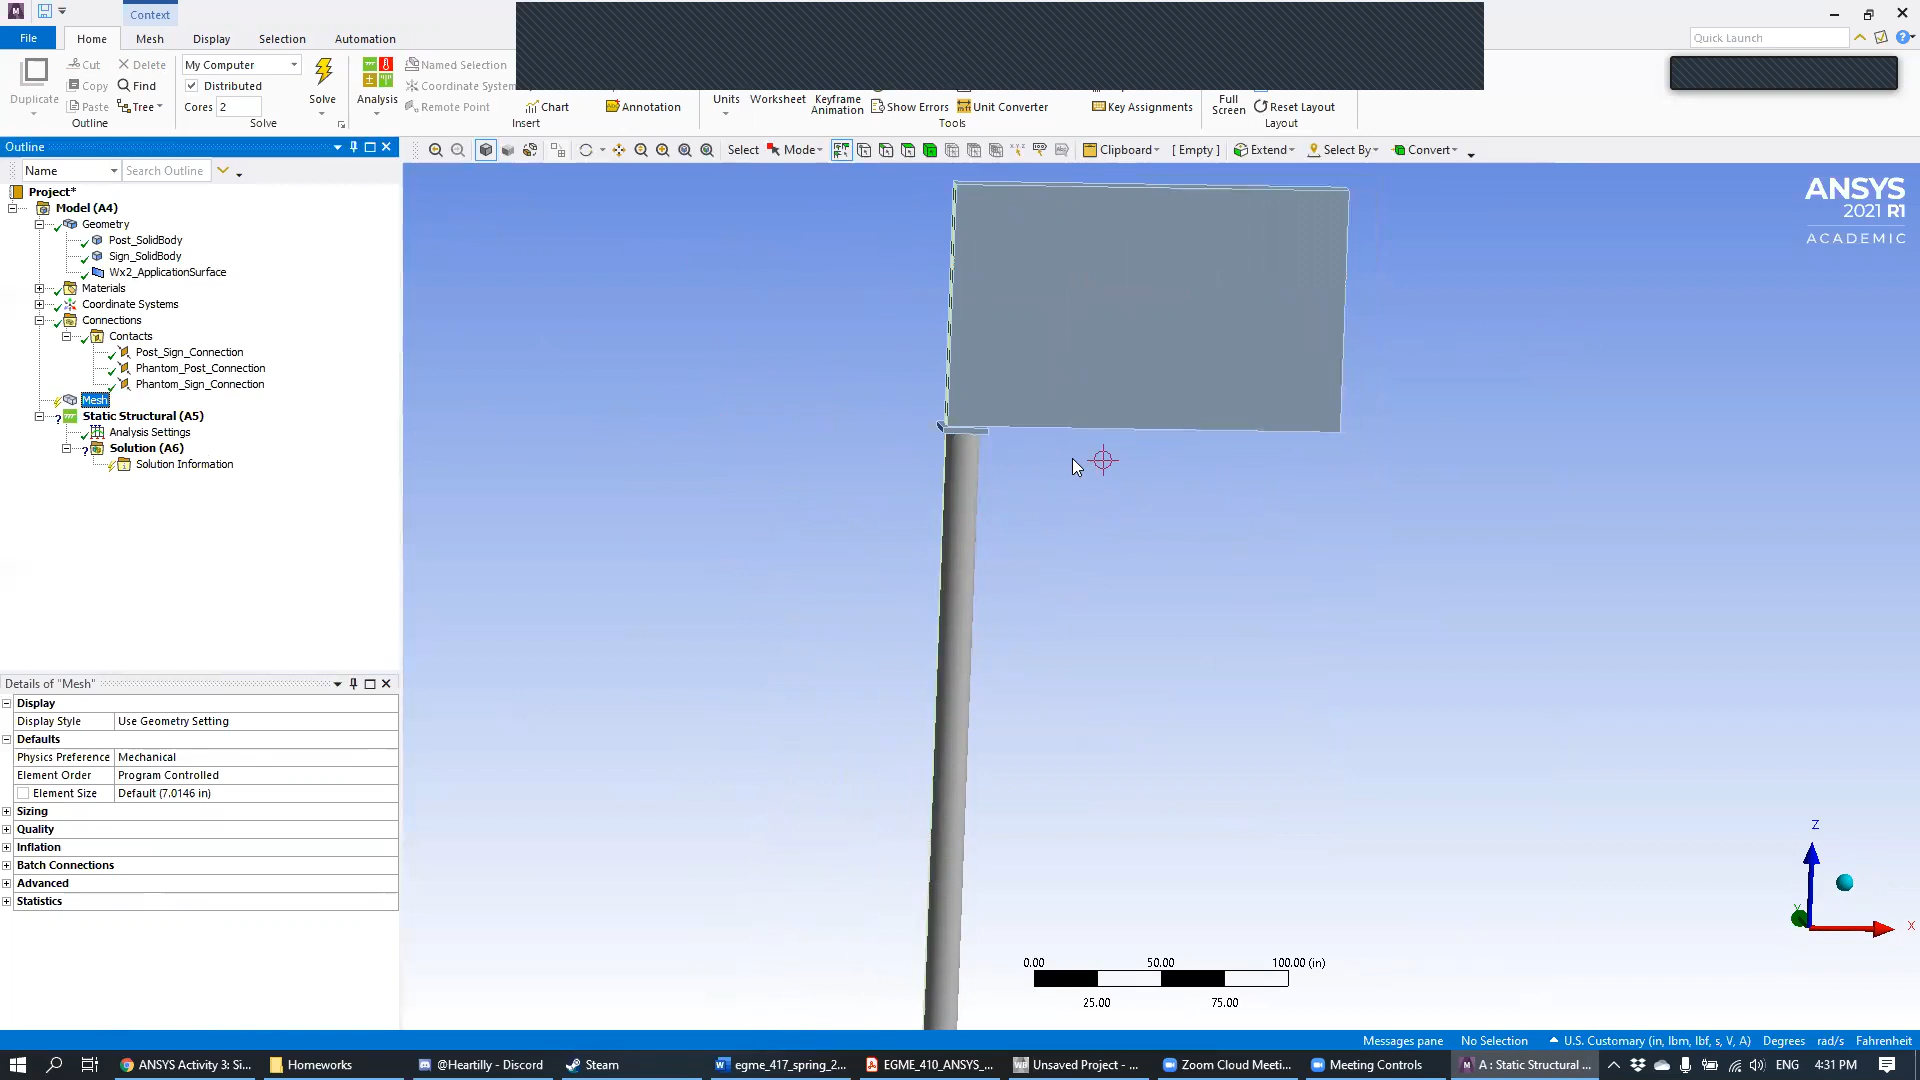 Context
File
Home
Mesh
Display
Selection
Automation
Quick Launch
Duplicate
Cut
Copy
Paste
Delete
Find
Tree
Outline
My Computer
Distributed
Cores 2
Solve
Solve
Analysis
Named Selection
Coordinate System
Remote Point
Chart
Annotation
Insert
Units
Worksheet
Keyframe
Animation
Show Errors
Unit Converter
Key Assignments
Tools
Full
Screen
Reset Layout
Layout
Outline
Name
Search Outline
Select
Mode
Clipboard
[ Empty ]
Extend
Select By
Convert
Project*
Model (A4)
Geometry
Post_SolidBody
Sign_SolidBody
Wx2_ApplicationSurface
Materials
Coordinate Systems
Connections
Contacts
Post_Sign_Connection
Phantom_Post_Connection
Phantom_Sign_Connection
Mesh
Static Structural (A5)
Analysis Settings
Solution (A6)
Solution Information
ANSYS
2021 R1
ACADEMIC
Details of "Mesh"
Display
Display Style Use Geometry Setting
Defaults
Physics Preference Mechanical
Element Order Program Controlled
Element Size Default (7.0146 in)
Sizing
Quality
Inflation
Batch Connections
Advanced
Statistics
Z
Y
X
0.00 50.00 100.00 (in)
25.00 75.00
Messages pane No Selection U.S. Customary (in, lbm, lbf, s, V, A) Degrees rad/s Fahrenheit
ANSYS Activity 3: Si...
Homeworks
@Heartilly - Discord
Steam
egme_417_spring_2...
EGME_410_ANSYS_...
Unsaved Project - ...
Zoom Cloud Meeti...
Meeting Controls
A : Static Structural ...
ENG
4:31 PM